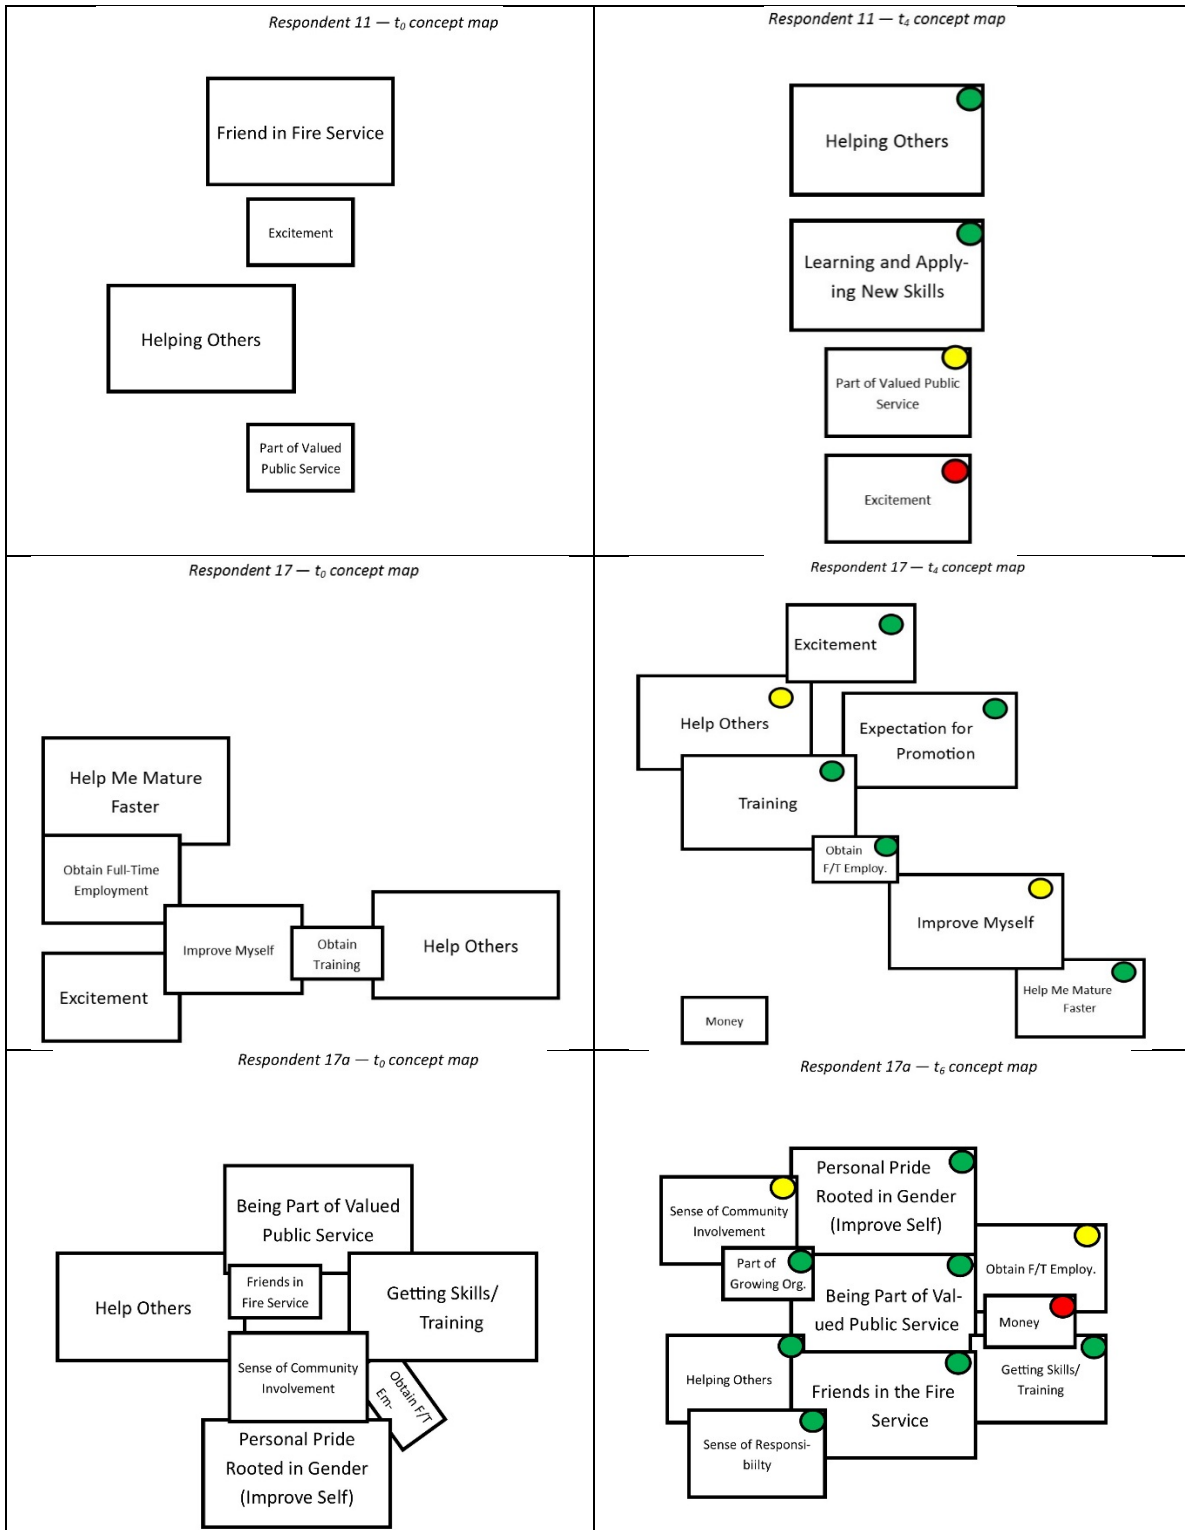 Respondent 11 — t₀ concept map
Friend in Fire Service
Excitement
Helping Others
Part of Valued
Public Service
Respondent 11 — t₄ concept map
Helping Others
Learning and Apply-
ing New Skills
Part of Valued Public
Service
Excitement
Respondent 17 — t₀ concept map
Help Me Mature
Faster
Obtain Full-Time
Employment
Improve Myself
Obtain
Training
Help Others
Excitement
Respondent 17 — t₄ concept map
Excitement
Help Others
Expectation for
Promotion
Training
Obtain
F/T Employ.
Improve Myself
Help Me Mature
Faster
Money
Respondent 17a — t₀ concept map
Being Part of Valued
Public Service
Help Others
Friends in
Fire Service
Getting Skills/
Training
Sense of Community
Involvement
Obtain F/T
Em-
Personal Pride
Rooted in Gender
(Improve Self)
Respondent 17a — t₆ concept map
Personal Pride
Rooted in Gender
(Improve Self)
Sense of Community
Involvement
Part of
Growing Org.
Obtain F/T Employ.
Being Part of Val-
ued Public Service
Money
Helping Others
Friends in the Fire
Service
Getting Skills/
Training
Sense of Responsi-
biilty